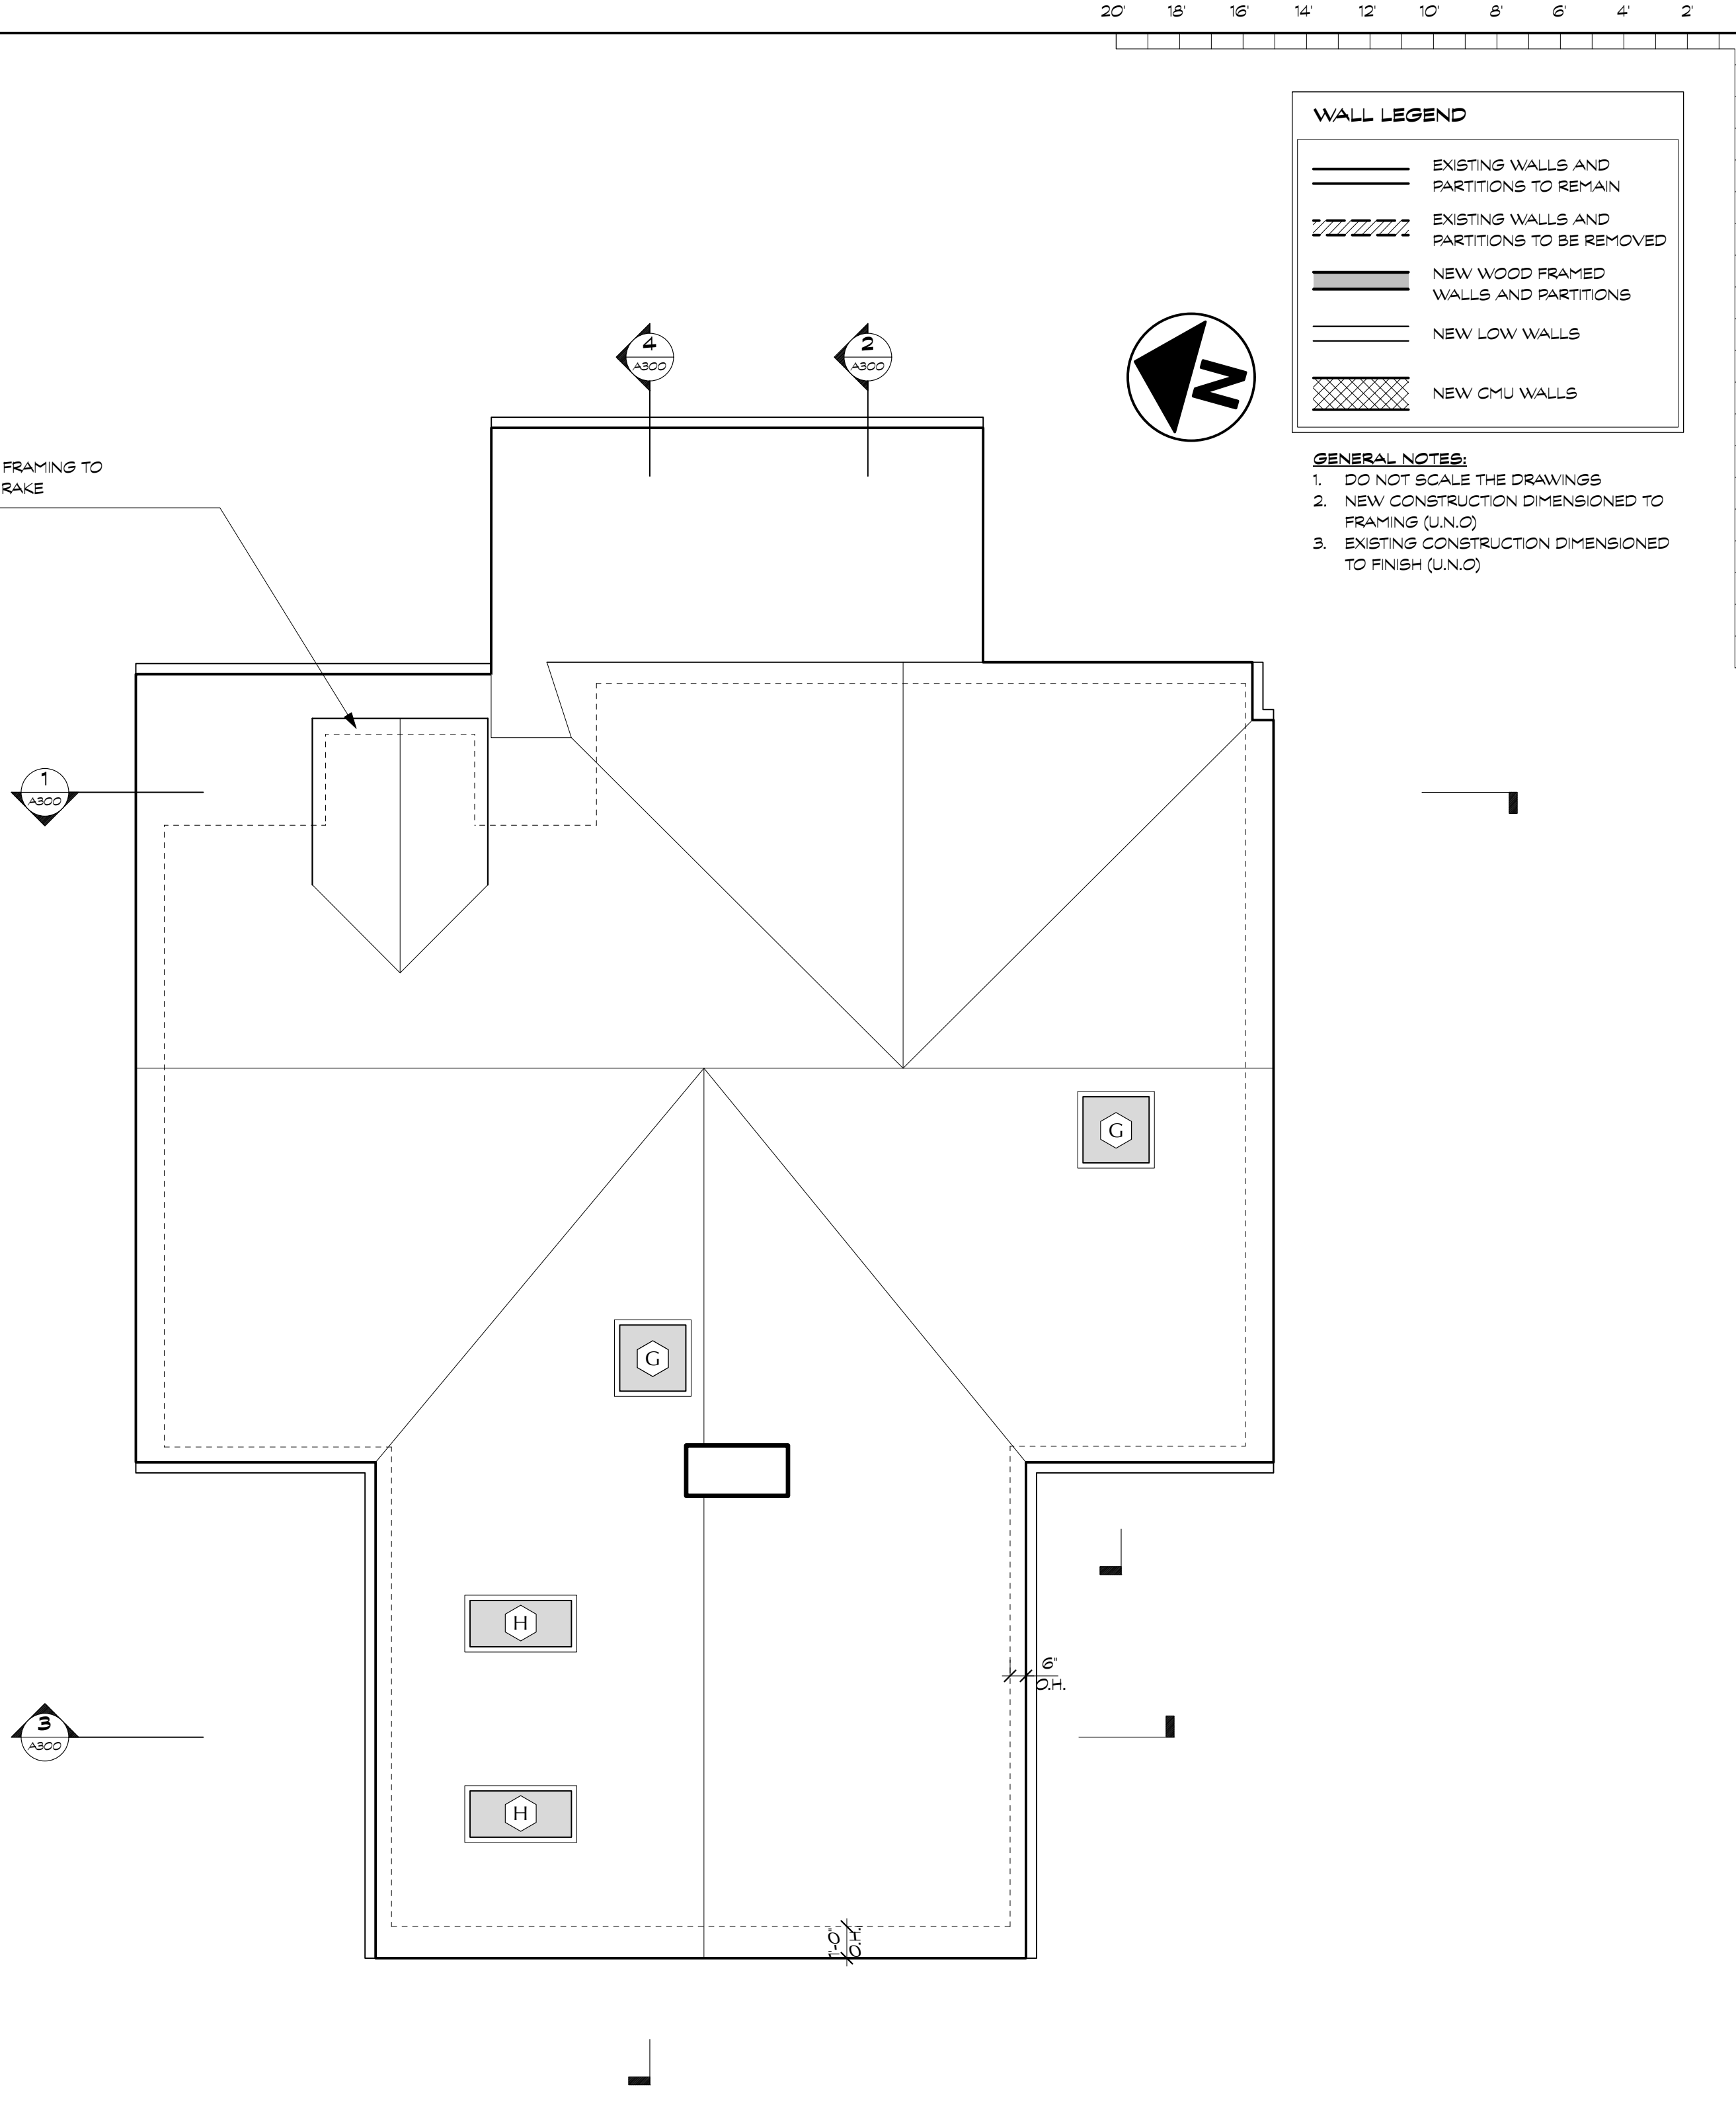 20' 18' 16' 14' 12' 10' 8' 6' 4' 2'
WALL LEGEND
EXISTING WALLS AND
PARTITIONS TO REMAIN
EXISTING WALLS AND
PARTITIONS TO BE REMOVED
NEW WOOD FRAMED
WALLS AND PARTITIONS
NEW LOW WALLS
NEW CMU WALLS
GENERAL NOTES:
1. DO NOT SCALE THE DRAWINGS
2. NEW CONSTRUCTION DIMENSIONED TO
FRAMING (U.N.O)
3. EXISTING CONSTRUCTION DIMENSIONED
TO FINISH (U.N.O)
4
A300
2
A300
N
FRAMING TO
RAKE
1
A300
G
G
H
6"
O.H.
3
A300
H
1'-0"
O.H.